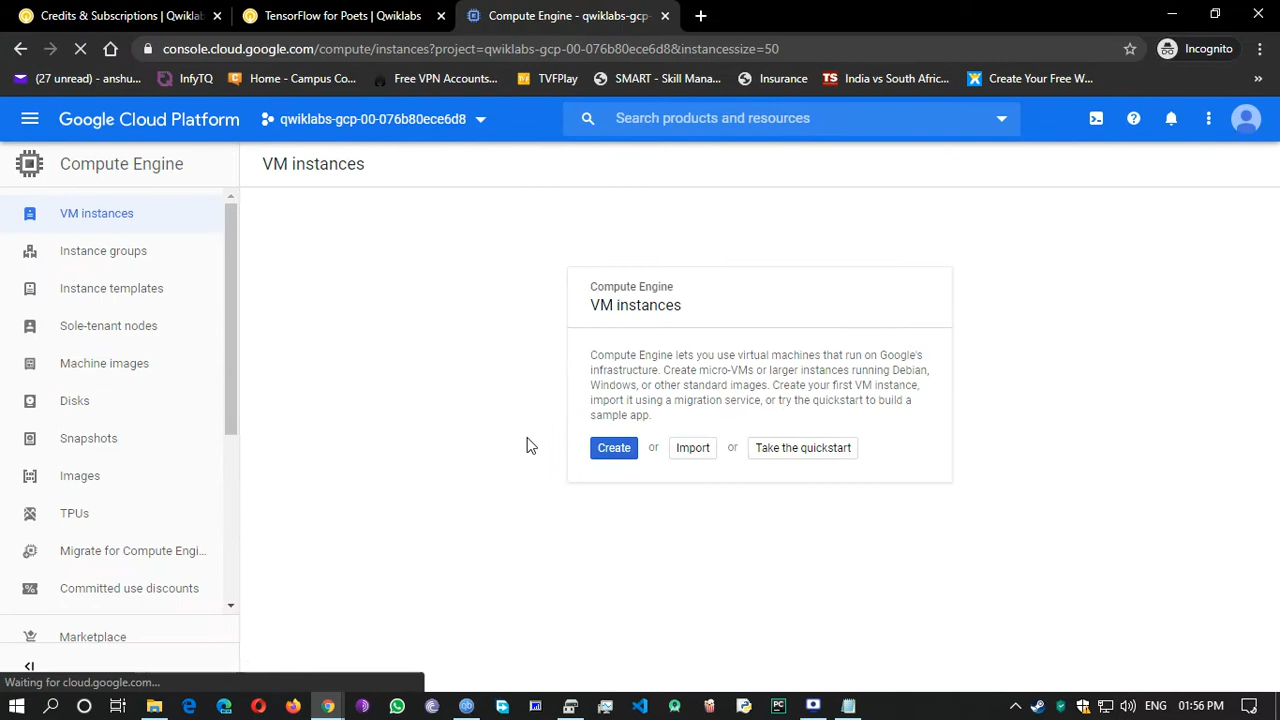 Credits & Subscriptions | Qwikla
TensorFlow for Poets | Qwiklabs
Compute Engine - qwiklabs-gcp-
console.cloud.google.com/compute/instances?project=qwiklabs-gcp-00-076b80ece6d8&instancessize=50
Incognito
(27 unread) - anshu...
InfyTQ
Home - Campus Co...
Free VPN Accounts...
TVFPlay
SMART - Skill Mana...
Insurance
India vs South Afric...
Create Your Free W...
»
Google Cloud Platform
qwiklabs-gcp-00-076b80ece6d8
Search products and resources
Compute Engine
VM instances
VM instances
Instance groups
Instance templates
Sole-tenant nodes
Machine images
Disks
Snapshots
Images
TPUs
Migrate for Compute Engi...
Committed use discounts
Marketplace
Compute Engine
VM instances
Compute Engine lets you use virtual machines that run on Google's
infrastructure. Create micro-VMs or larger instances running Debian,
Windows, or other standard images. Create your first VM instance,
import it using a migration service, or try the quickstart to build a
sample app.
Create or Import or Take the quickstart
Waiting for cloud.google.com...
ENG
01:56 PM